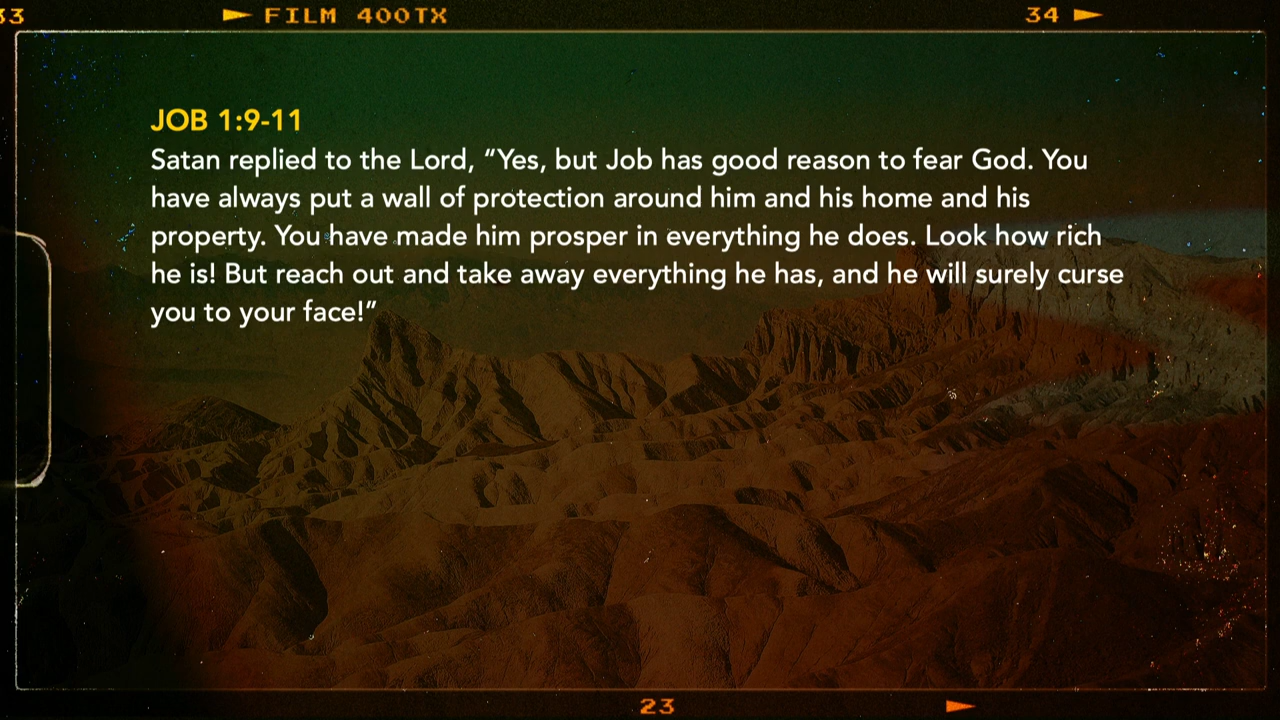 33 ► FILM 400TX 34 ►
JOB 1:9-11
Satan replied to the Lord, “Yes, but Job has good reason to fear God. You
have always put a wall of protection around him and his home and his
property. You have made him prosper in everything he does. Look how rich
he is! But reach out and take away everything he has, and he will surely curse
you to your face!”
23 ►